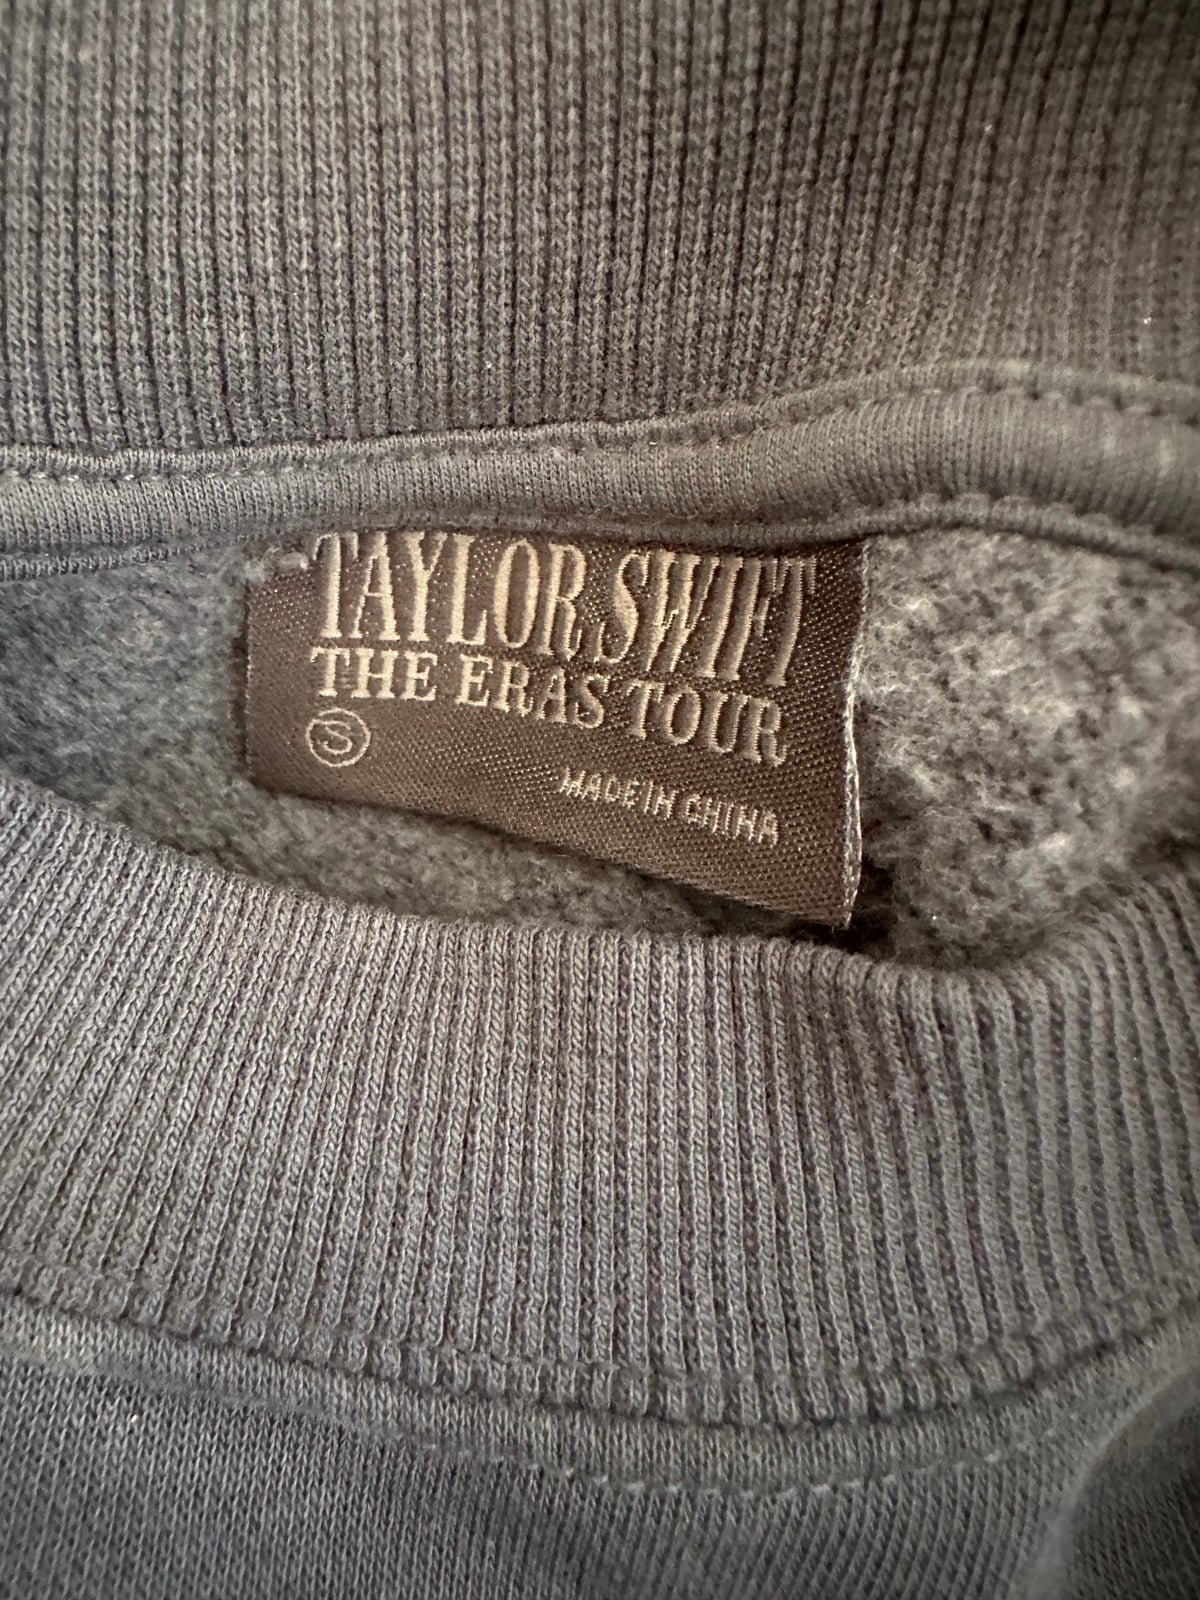 TAYLOR SWIFT
THE ERAS TOUR
S
MADE IN CHINA